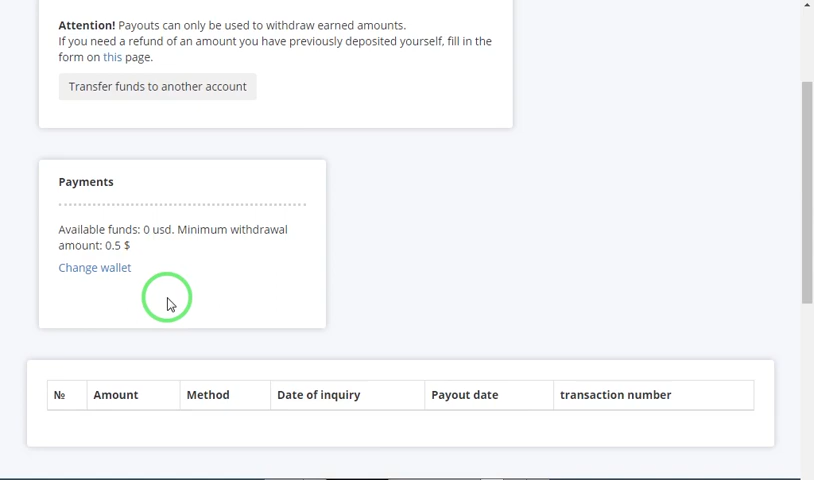 Attention! Payouts can only be used to withdraw earned amounts.
If you need a refund of an amount you have previously deposited yourself, fill in the
form on this page.
Transfer funds to another account
Payments
Available funds: 0 usd. Minimum withdrawal
amount: 0.5 $
Change wallet
№ Amount Method Date of inquiry Payout date transaction number